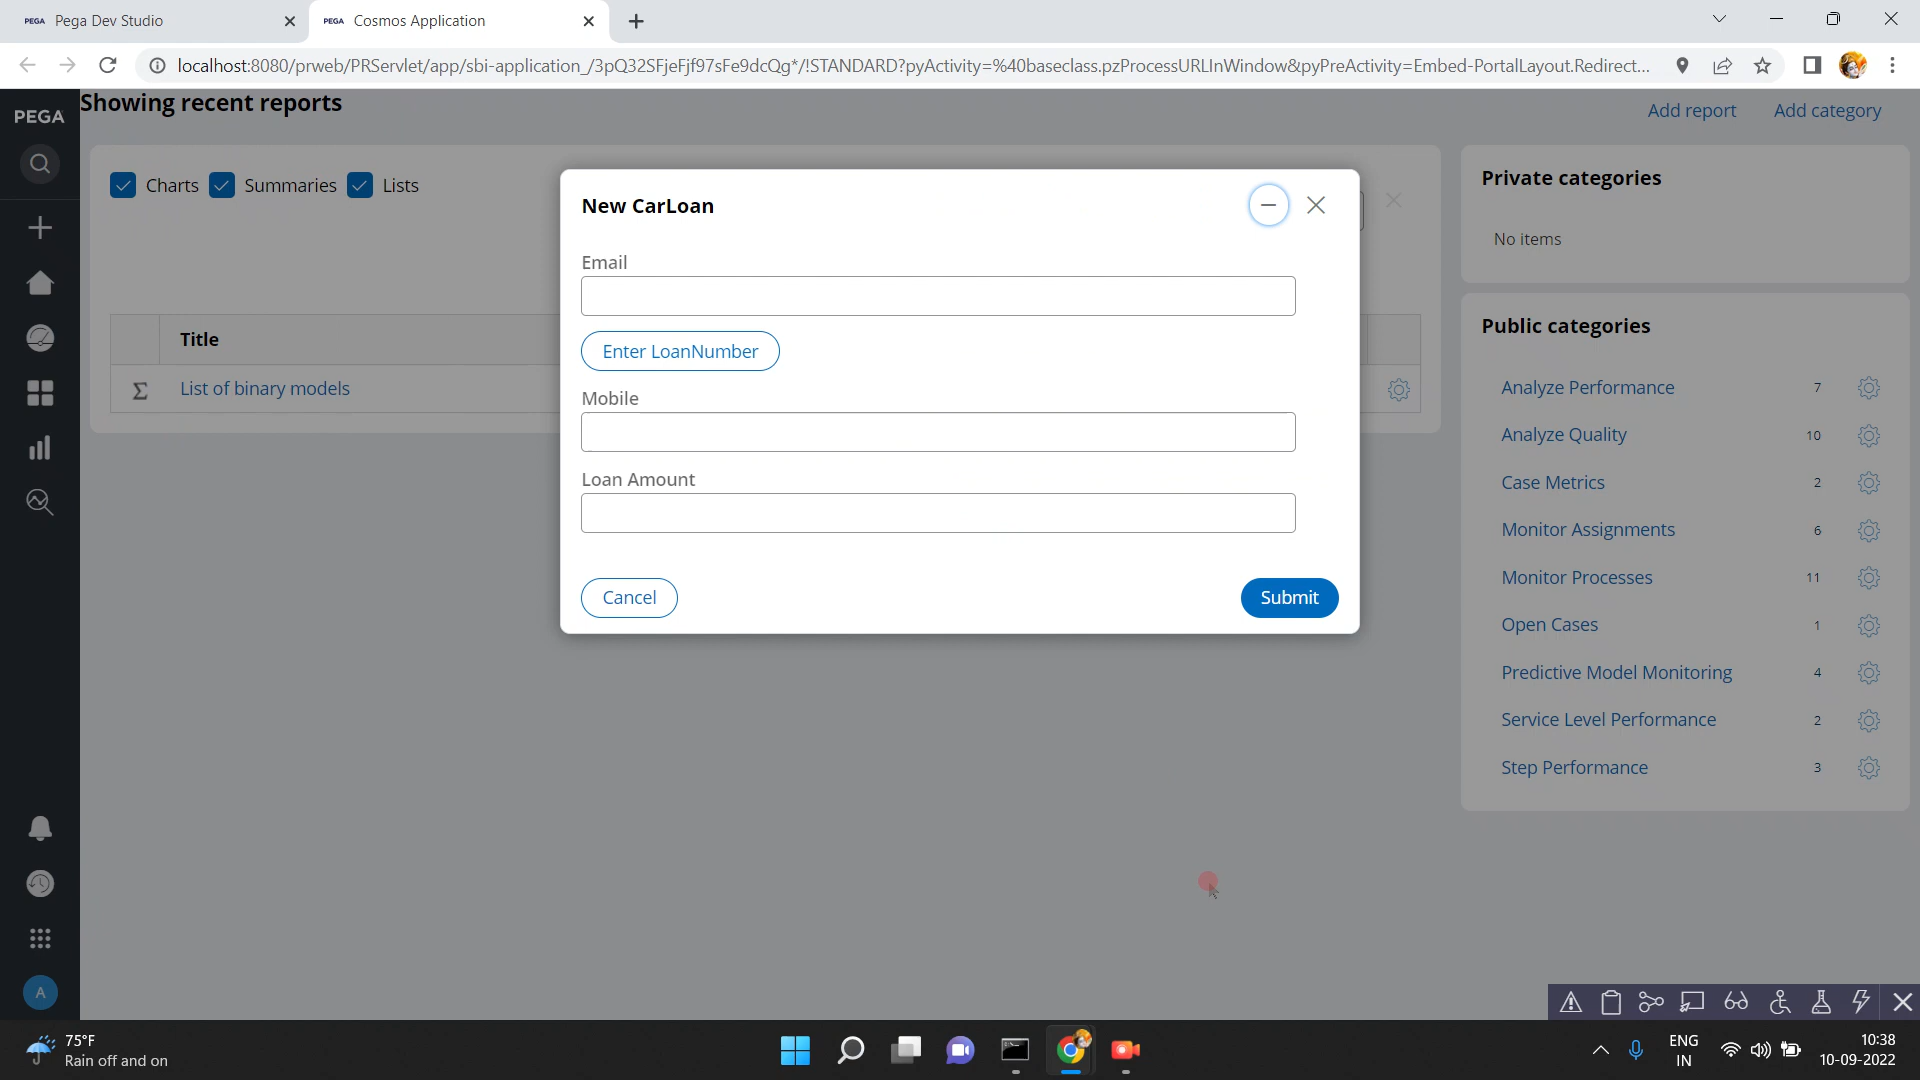 PEGA Pega Dev Studio
PEGA Cosmos Application
localhost:8080/prweb/PRServlet/app/sbi-application_/3pQ32SFjeFjf97sFe9dcQg*/!STANDARD?pyActivity=%40baseclass.pzProcessURLInWindow&pyPreActivity=Embed-PortalLayout.Redirect...
PEGA
Showing recent reports
Add report
Add category
Charts
Summaries
Lists
Title
List of binary models
New CarLoan
Email
Enter LoanNumber
Mobile
Loan Amount
Cancel
Submit
Private categories
No items
Public categories
Analyze Performance 7
Analyze Quality 10
Case Metrics 2
Monitor Assignments 6
Monitor Processes 11
Open Cases 1
Predictive Model Monitoring 4
Service Level Performance 2
Step Performance 3
A
75°F
Rain off and on
ENG
IN
10:38
10-09-2022